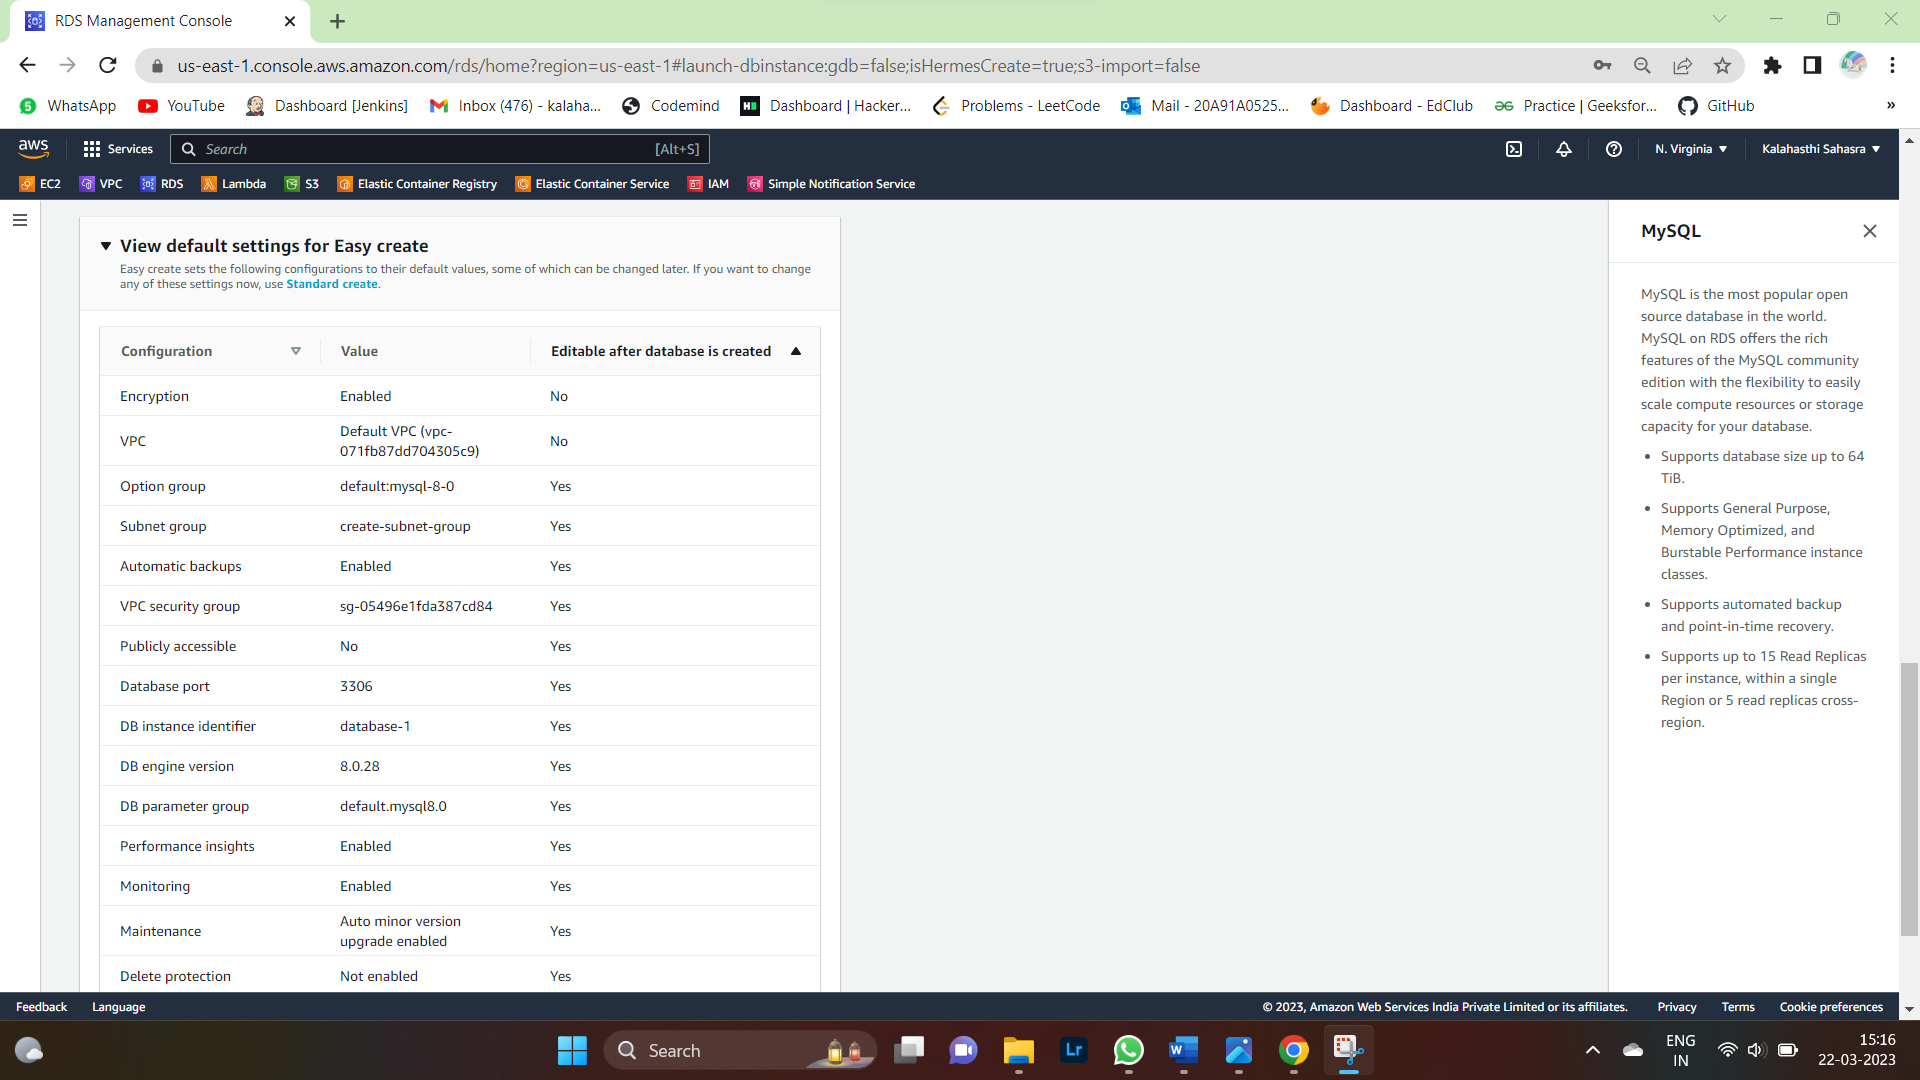 RDS Management Console
us-east-1.console.aws.amazon.com/rds/home?region=us-east-1#launch-dbinstance:gdb=false;isHermesCreate=true;s3-import=false
WhatsApp YouTube Dashboard [Jenkins] Inbox (476) - kalaha... Codemind Dashboard | Hacker... Problems - LeetCode Mail - 20A91A0525... Dashboard - EdClub Practice | Geeksfor... GitHub »
aws Services Search [Alt+S] N. Virginia Kalahasthi Sahasra
EC2 VPC RDS Lambda S3 Elastic Container Registry Elastic Container Service IAM Simple Notification Service
View default settings for Easy create
Easy create sets the following configurations to their default values, some of which can be changed later. If you want to change
any of these settings now, use Standard create.
Configuration Value Editable after database is created
Encryption Enabled No
VPC Default VPC (vpc-
071fb87dd704305c9) No
Option group default:mysql-8-0 Yes
Subnet group create-subnet-group Yes
Automatic backups Enabled Yes
VPC security group sg-05496e1fda387cd84 Yes
Publicly accessible No Yes
Database port 3306 Yes
DB instance identifier database-1 Yes
DB engine version 8.0.28 Yes
DB parameter group default.mysql8.0 Yes
Performance insights Enabled Yes
Monitoring Enabled Yes
Maintenance Auto minor version
upgrade enabled Yes
Delete protection Not enabled Yes
MySQL
MySQL is the most popular open
source database in the world.
MySQL on RDS offers the rich
features of the MySQL community
edition with the flexibility to easily
scale compute resources or storage
capacity for your database.
• Supports database size up to 64
TiB.
• Supports General Purpose,
Memory Optimized, and
Burstable Performance instance
classes.
• Supports automated backup
and point-in-time recovery.
• Supports up to 15 Read Replicas
per instance, within a single
Region or 5 read replicas cross-
region.
Feedback Language © 2023, Amazon Web Services India Private Limited or its affiliates. Privacy Terms Cookie preferences
Search Lr W ENG
IN 15:16
22-03-2023